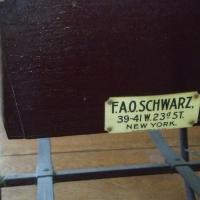 F.A.O. SCHWARZ,
39-41 W. 23RD ST.
NEW YORK.